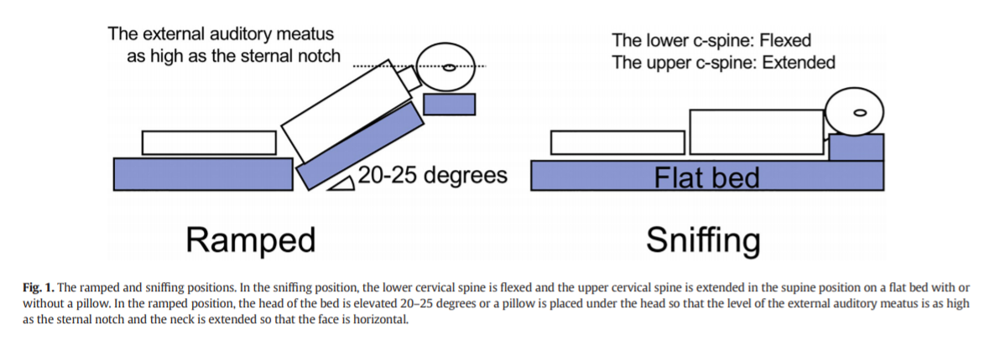 The external auditory meatus
as high as the sternal notch
20-25 degrees
Ramped
The lower c-spine: Flexed
The upper c-spine: Extended
Flat bed
Sniffing
Fig. 1. The ramped and sniffing positions. In the sniffing position, the lower cervical spine is flexed and the upper cervical spine is extended in the supine position on a flat bed with or
without a pillow. In the ramped position, the head of the bed is elevated 20–25 degrees or a pillow is placed under the head so that the level of the external auditory meatus is as high
as the sternal notch and the neck is extended so that the face is horizontal.